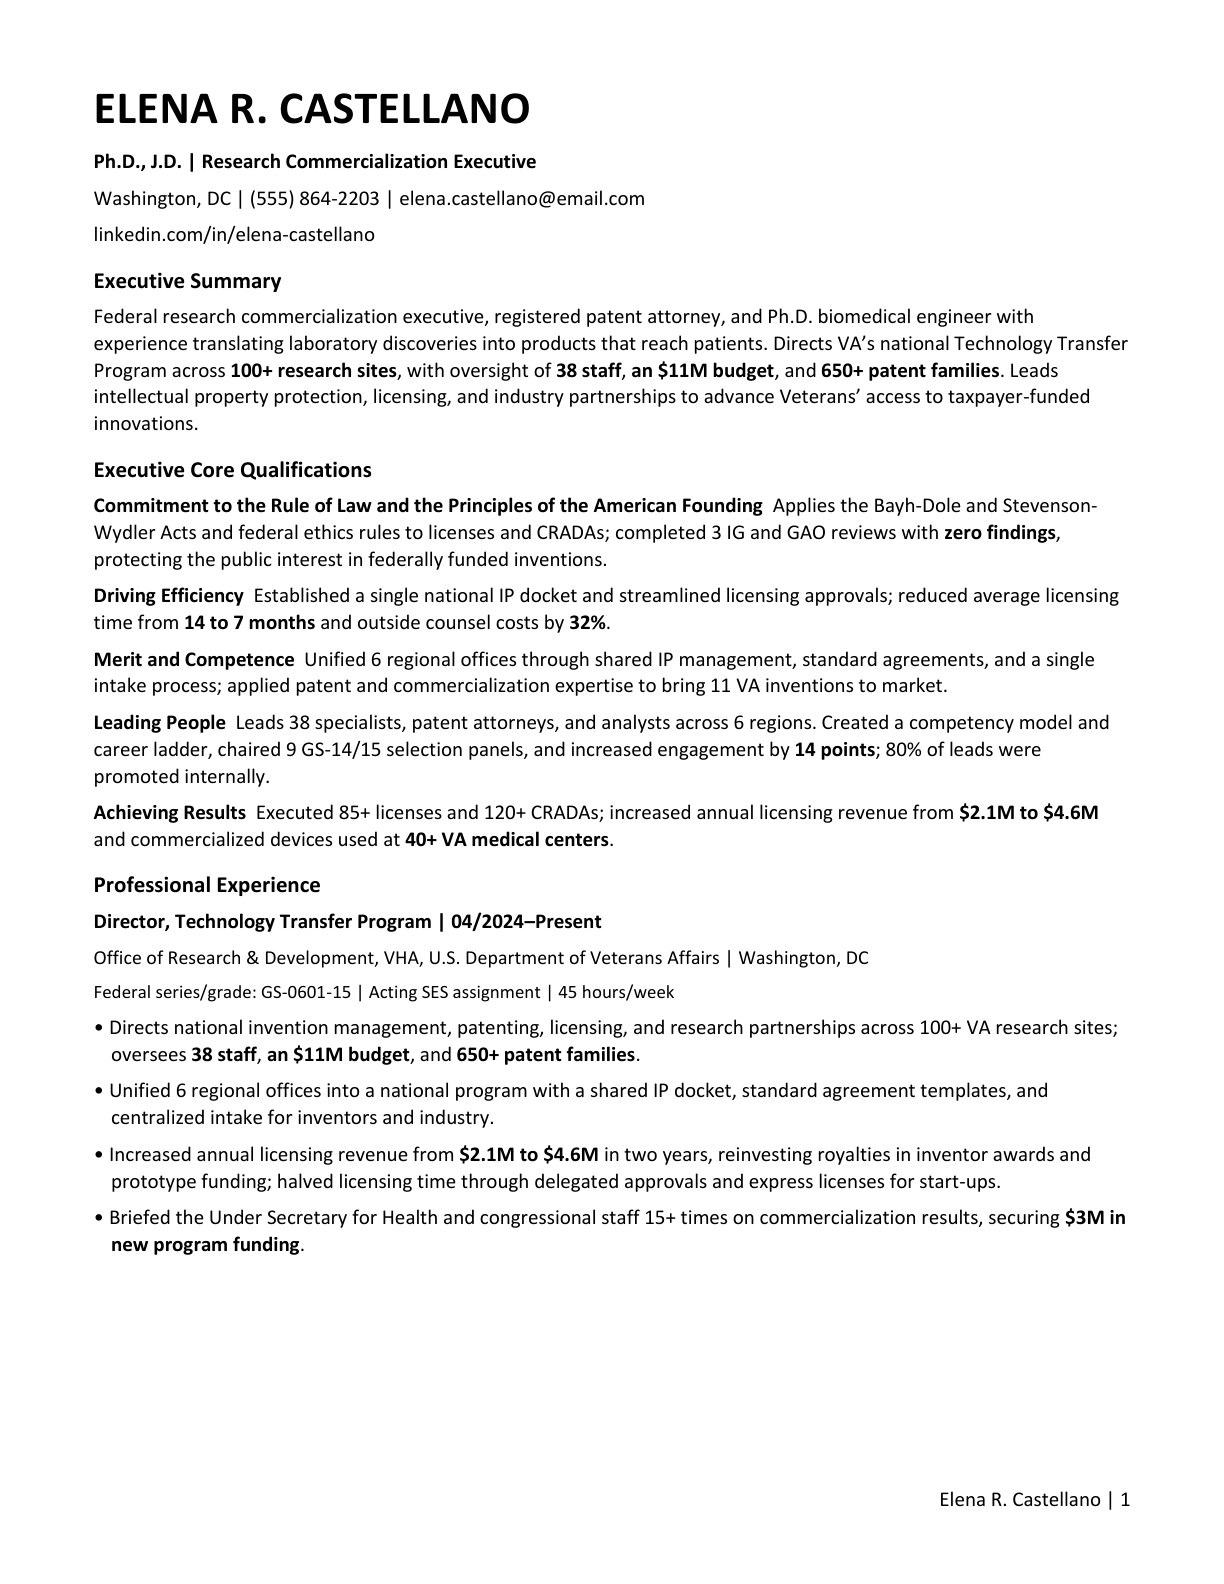 ELENA R. CASTELLANO
Ph.D., J.D. | Research Commercialization Executive
Washington, DC | (555) 864-2203 | elena.castellano@email.com
linkedin.com/in/elena-castellano
Executive Summary
Federal research commercialization executive, registered patent attorney, and Ph.D. biomedical engineer with
experience translating laboratory discoveries into products that reach patients. Directs VA’s national Technology Transfer
Program across 100+ research sites, with oversight of 38 staff, an $11M budget, and 650+ patent families. Leads
intellectual property protection, licensing, and industry partnerships to advance Veterans’ access to taxpayer-funded
innovations.
Executive Core Qualifications
Commitment to the Rule of Law and the Principles of the American Founding  Applies the Bayh-Dole and Stevenson-
Wydler Acts and federal ethics rules to licenses and CRADAs; completed 3 IG and GAO reviews with zero findings,
protecting the public interest in federally funded inventions.
Driving Efficiency  Established a single national IP docket and streamlined licensing approvals; reduced average licensing
time from 14 to 7 months and outside counsel costs by 32%.
Merit and Competence  Unified 6 regional offices through shared IP management, standard agreements, and a single
intake process; applied patent and commercialization expertise to bring 11 VA inventions to market.
Leading People  Leads 38 specialists, patent attorneys, and analysts across 6 regions. Created a competency model and
career ladder, chaired 9 GS-14/15 selection panels, and increased engagement by 14 points; 80% of leads were
promoted internally.
Achieving Results  Executed 85+ licenses and 120+ CRADAs; increased annual licensing revenue from $2.1M to $4.6M
and commercialized devices used at 40+ VA medical centers.
Professional Experience
Director, Technology Transfer Program | 04/2024–Present
Office of Research & Development, VHA, U.S. Department of Veterans Affairs | Washington, DC
Federal series/grade: GS-0601-15 | Acting SES assignment | 45 hours/week
• Directs national invention management, patenting, licensing, and research partnerships across 100+ VA research sites;
oversees 38 staff, an $11M budget, and 650+ patent families.
• Unified 6 regional offices into a national program with a shared IP docket, standard agreement templates, and
centralized intake for inventors and industry.
• Increased annual licensing revenue from $2.1M to $4.6M in two years, reinvesting royalties in inventor awards and
prototype funding; halved licensing time through delegated approvals and express licenses for start-ups.
• Briefed the Under Secretary for Health and congressional staff 15+ times on commercialization results, securing $3M in
new program funding.
Elena R. Castellano | 1